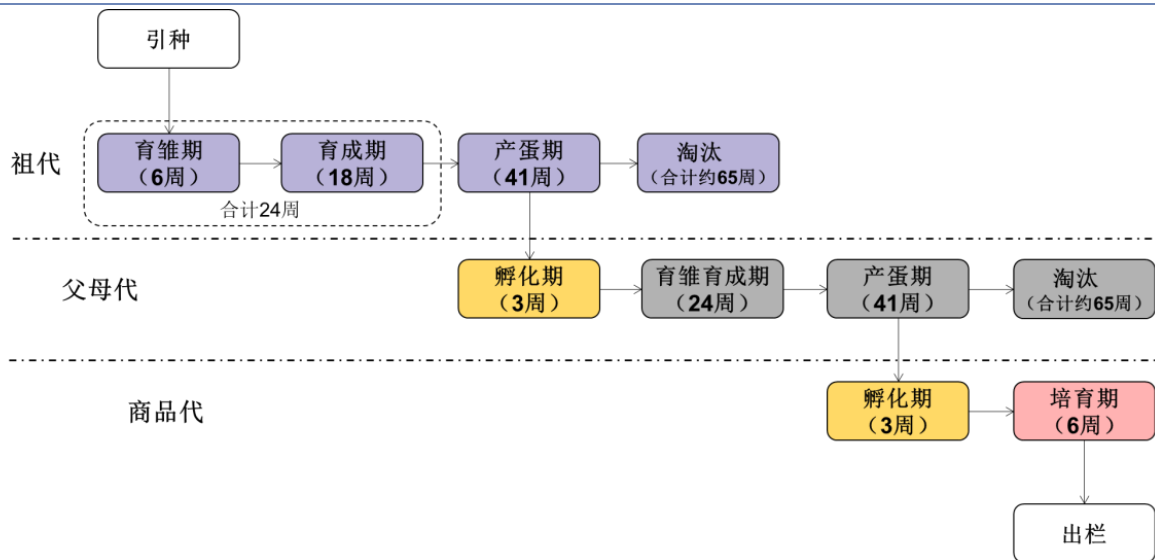 引种
祖代
育雏期
（6周）
育成期
（18周）
产蛋期
（41周）
淘汰
（合计约65周）
合计24周
父母代
孵化期
（3周）
育雏育成期
（24周）
产蛋期
（41周）
淘汰
（合计约65周）
商品代
孵化期
（3周）
培育期
（6周）
出栏